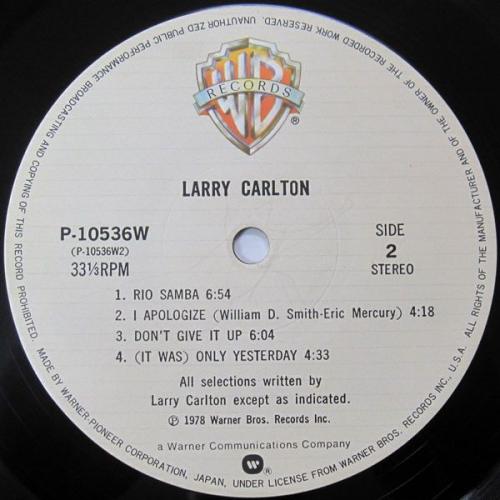 UNAUTHORIZED PUBLIC PERFORMANCE BROADCASTING AND COPYING OF THIS RECORD PROHIBITED.
ALL RIGHTS OF THE MANUFACTURER AND OF THE OWNER OF THE RECORDED WORK RESERVED.
WB
RECORDS
®
LARRY CARLTON
P-10536W
(P-10536W2)
33⅓RPM
SIDE
2
STEREO
1. RIO SAMBA 6:54
2. I APOLOGIZE (William D. Smith-Eric Mercury) 4:18
3. DON'T GIVE IT UP 6:04
4. (IT WAS) ONLY YESTERDAY 4:33
All selections written by
Larry Carlton except as indicated.
Ⓟ 1978 Warner Bros. Records Inc.
a Warner Communications Company
W
MADE BY WARNER-PIONEER CORPORATION, JAPAN, UNDER LICENSE FROM WARNER BROS. RECORDS INC., U.S.A.